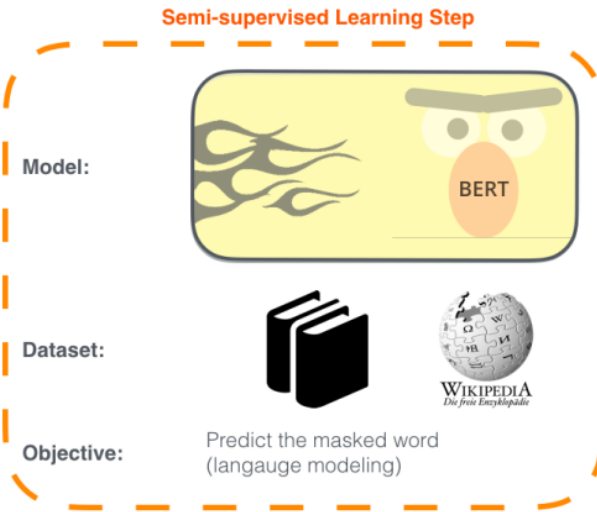 Semi-supervised Learning Step
Model:
BERT
Dataset:
WIKIPEDIA
Die freie Enzyklopädie
Objective:
Predict the masked word
(langauge modeling)